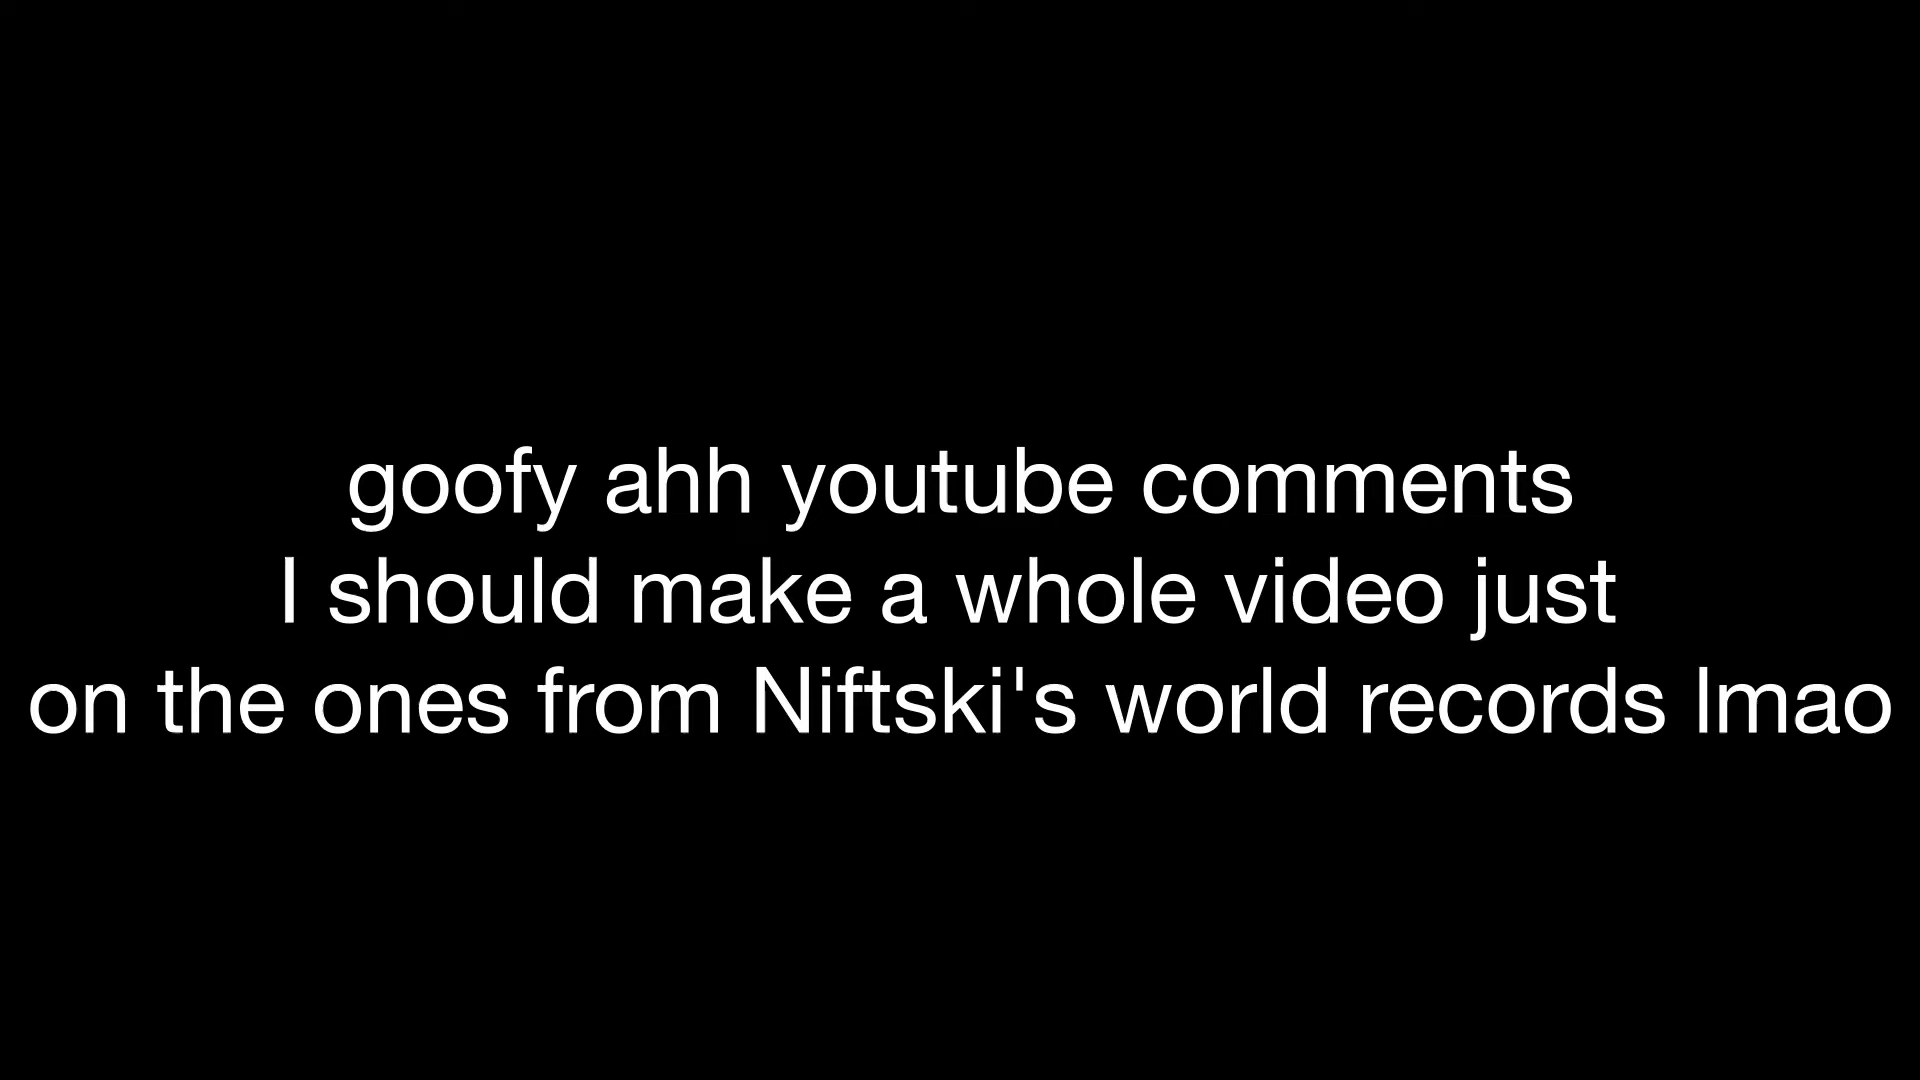 goofy ahh youtube comments
I should make a whole video just
on the ones from Niftski's world records lmao